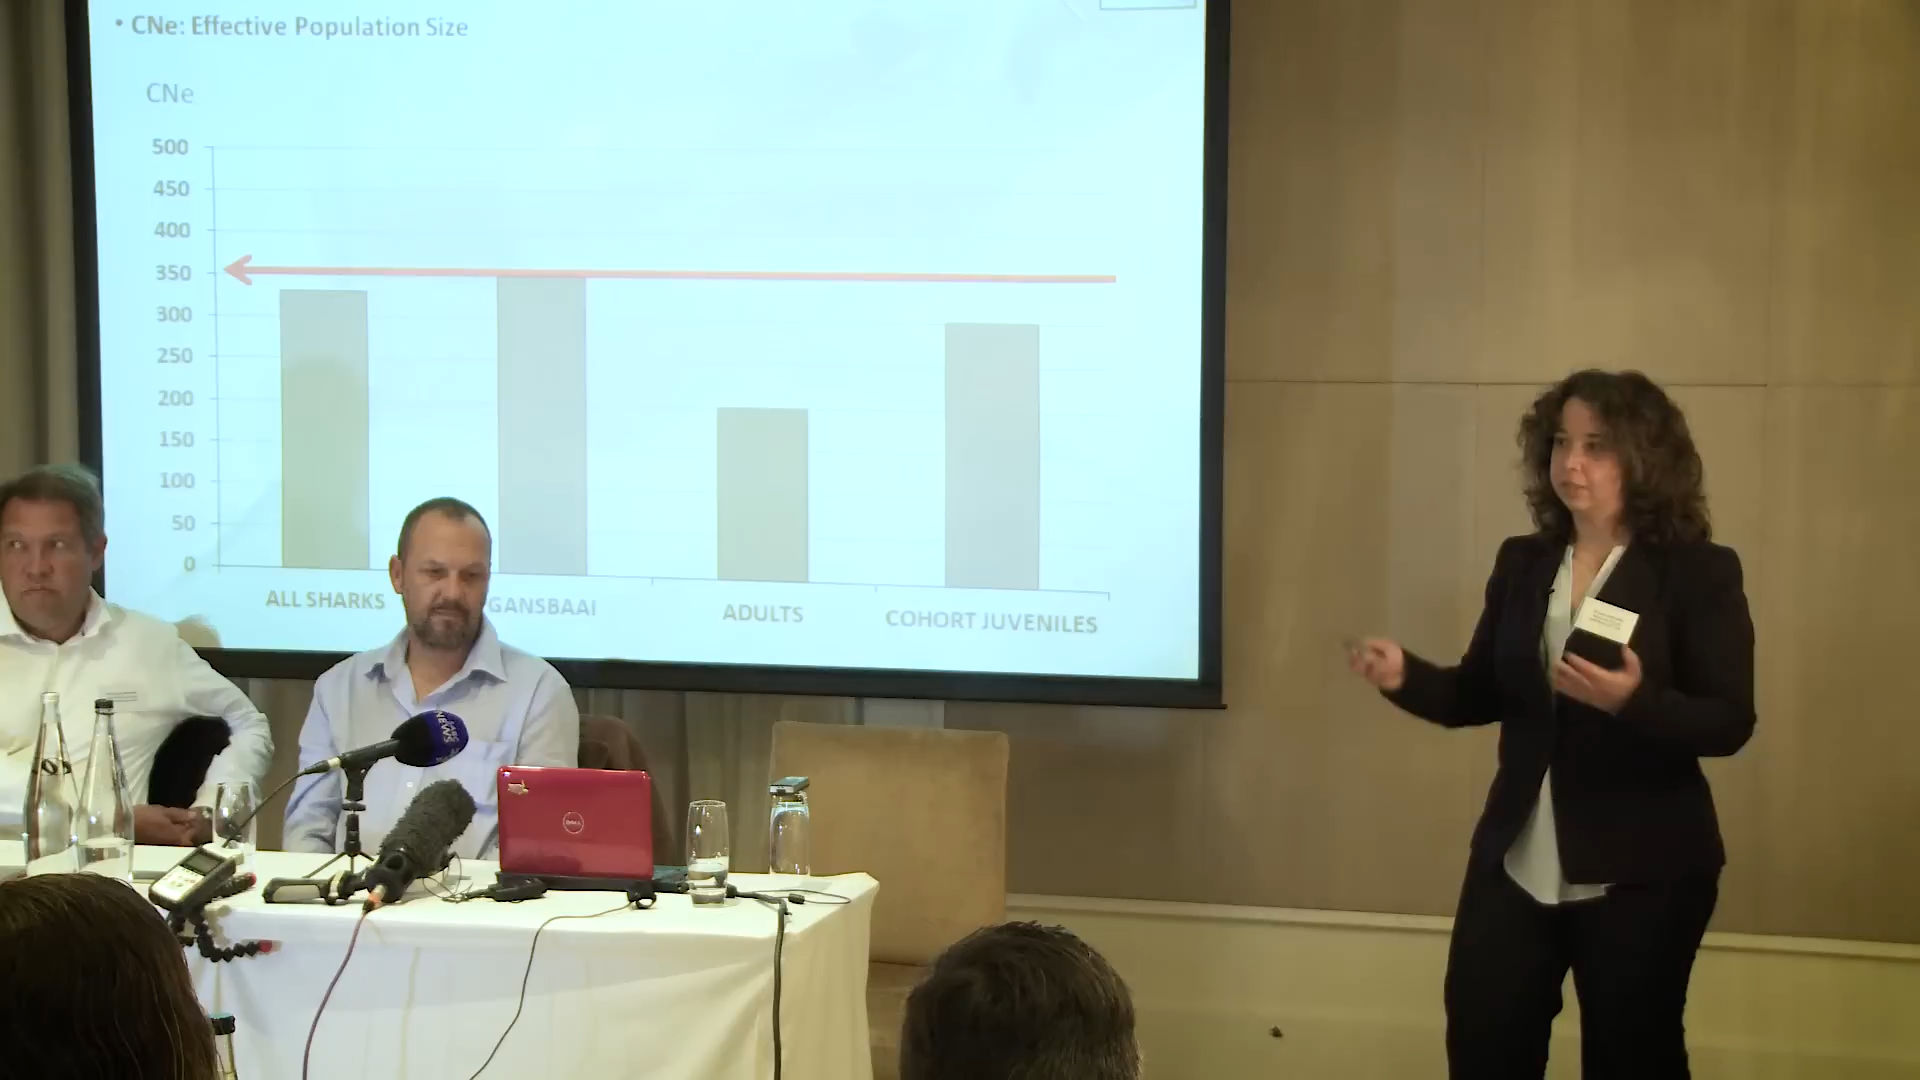 • CNe: Effective Population Size
CNe
500
450
400
350
300
250
200
150
100
50
0
ALL SHARKS
GANSBAAI
ADULTS
COHORT JUVENILES
NEWS
DELL